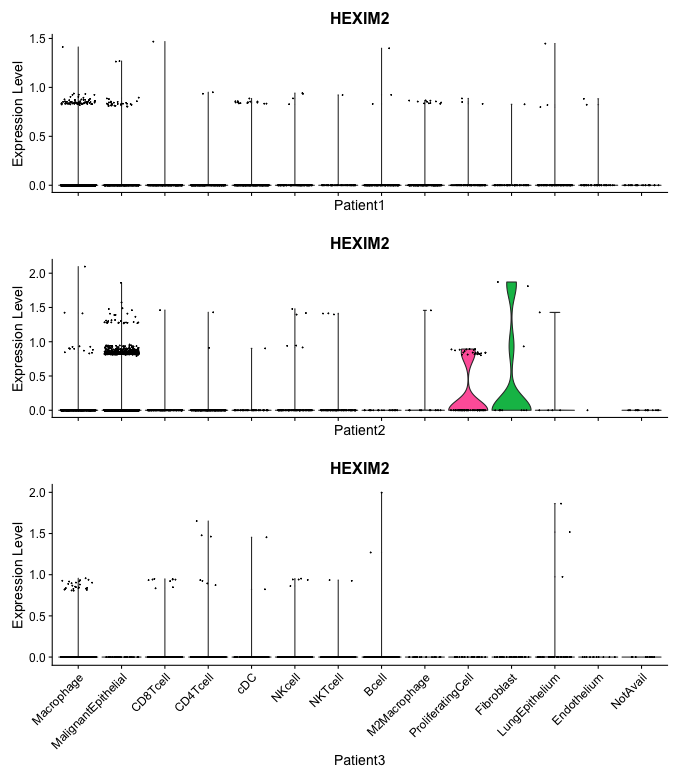 HEXIM2
Expression Level
1.5
1.0
0.5
0.0
Patient1
HEXIM2
Expression Level
2.0
1.5
1.0
0.5
0.0
Patient2
HEXIM2
Expression Level
2.0
1.5
1.0
0.5
0.0
Macrophage
MalignantEpithelial
CD8Tcell
CD4Tcell
cDC
NKcell
NKTcell
Bcell
M2Macrophage
ProliferatingCell
Fibroblast
LungEpithelium
Endothelium
NotAvail
Patient3